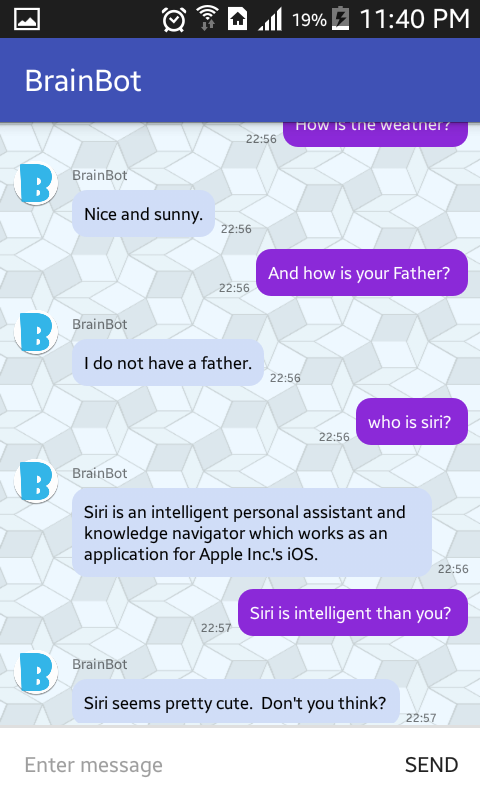 19% 11:40 PM
BrainBot
How is the weather?
22:56
BrainBot
Nice and sunny.
22:56
And how is your Father?
22:56
BrainBot
I do not have a father.
22:56
who is siri?
22:56
BrainBot
Siri is an intelligent personal assistant and
knowledge navigator which works as an
application for Apple Inc.'s iOS.
22:56
Siri is intelligent than you?
22:57
BrainBot
Siri seems pretty cute.  Don't you think?
22:57
Enter message
SEND